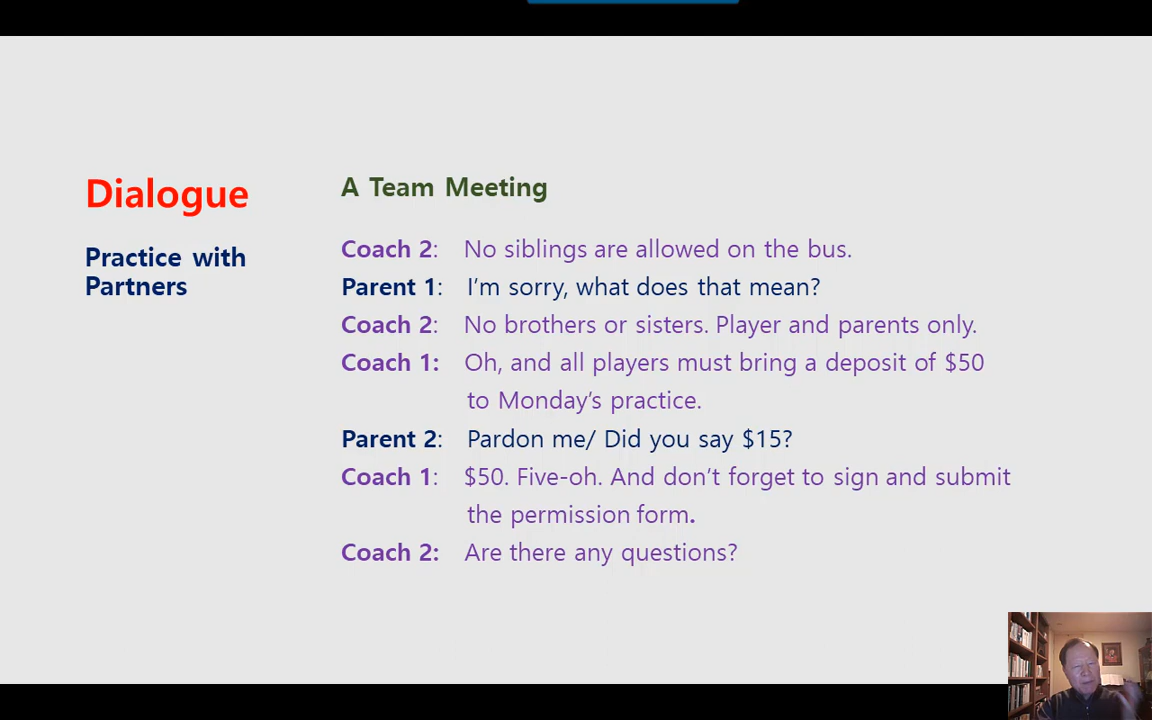 Dialogue
Practice with
Partners
A Team Meeting
Coach 2: No siblings are allowed on the bus.
Parent 1: I'm sorry, what does that mean?
Coach 2: No brothers or sisters. Player and parents only.
Coach 1: Oh, and all players must bring a deposit of $50
to Monday's practice.
Parent 2: Pardon me/ Did you say $15?
Coach 1: $50. Five-oh. And don't forget to sign and submit
the permission form.
Coach 2: Are there any questions?